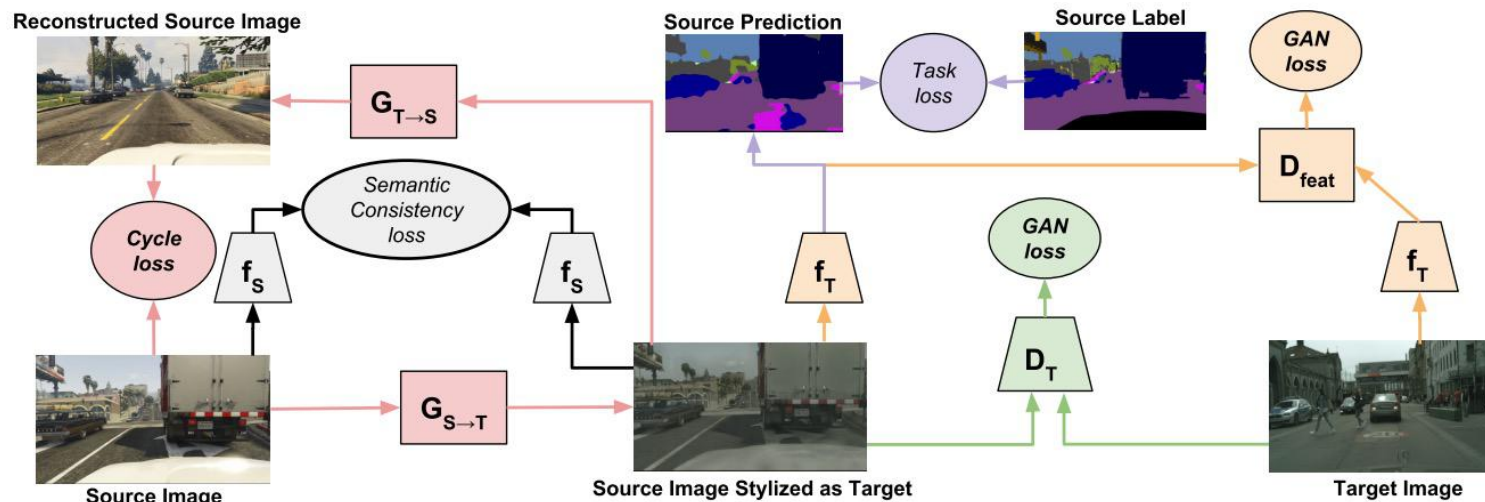 Reconstructed Source Image
Source Prediction
Source Label
GAN
loss
Task
loss
G_T→S
D_feat
Semantic
Consistency
loss
GAN
loss
Cycle
loss
f_S
f_S
f_T
f_T
D_T
G_S→T
Source Image
Source Image Stylized as Target
Target Image